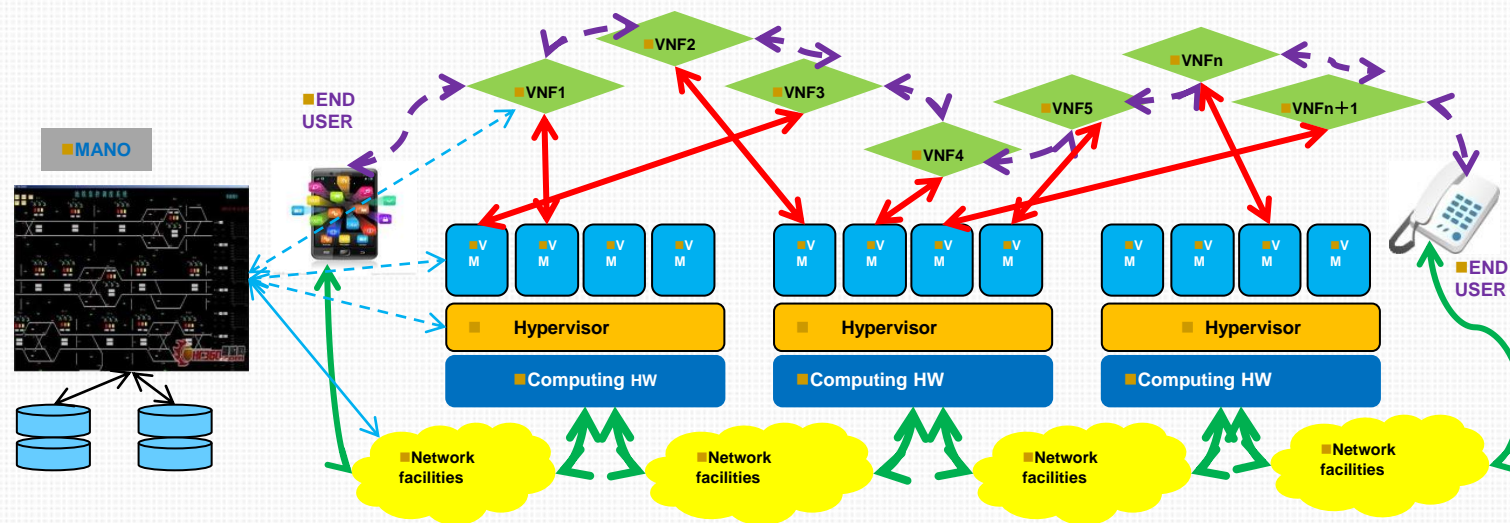 VNF2
VNFn
VNF1
VNF3
VNF5
VNFn+1
END
USER
MANO
VNF4
V
M
V
M
V
M
V
M
V
M
V
M
V
M
V
M
V
M
V
M
V
M
V
M
END
USER
Hypervisor
Hypervisor
Hypervisor
Computing HW
Computing HW
Computing HW
Network
facilities
Network
facilities
Network
facilities
Network
facilities